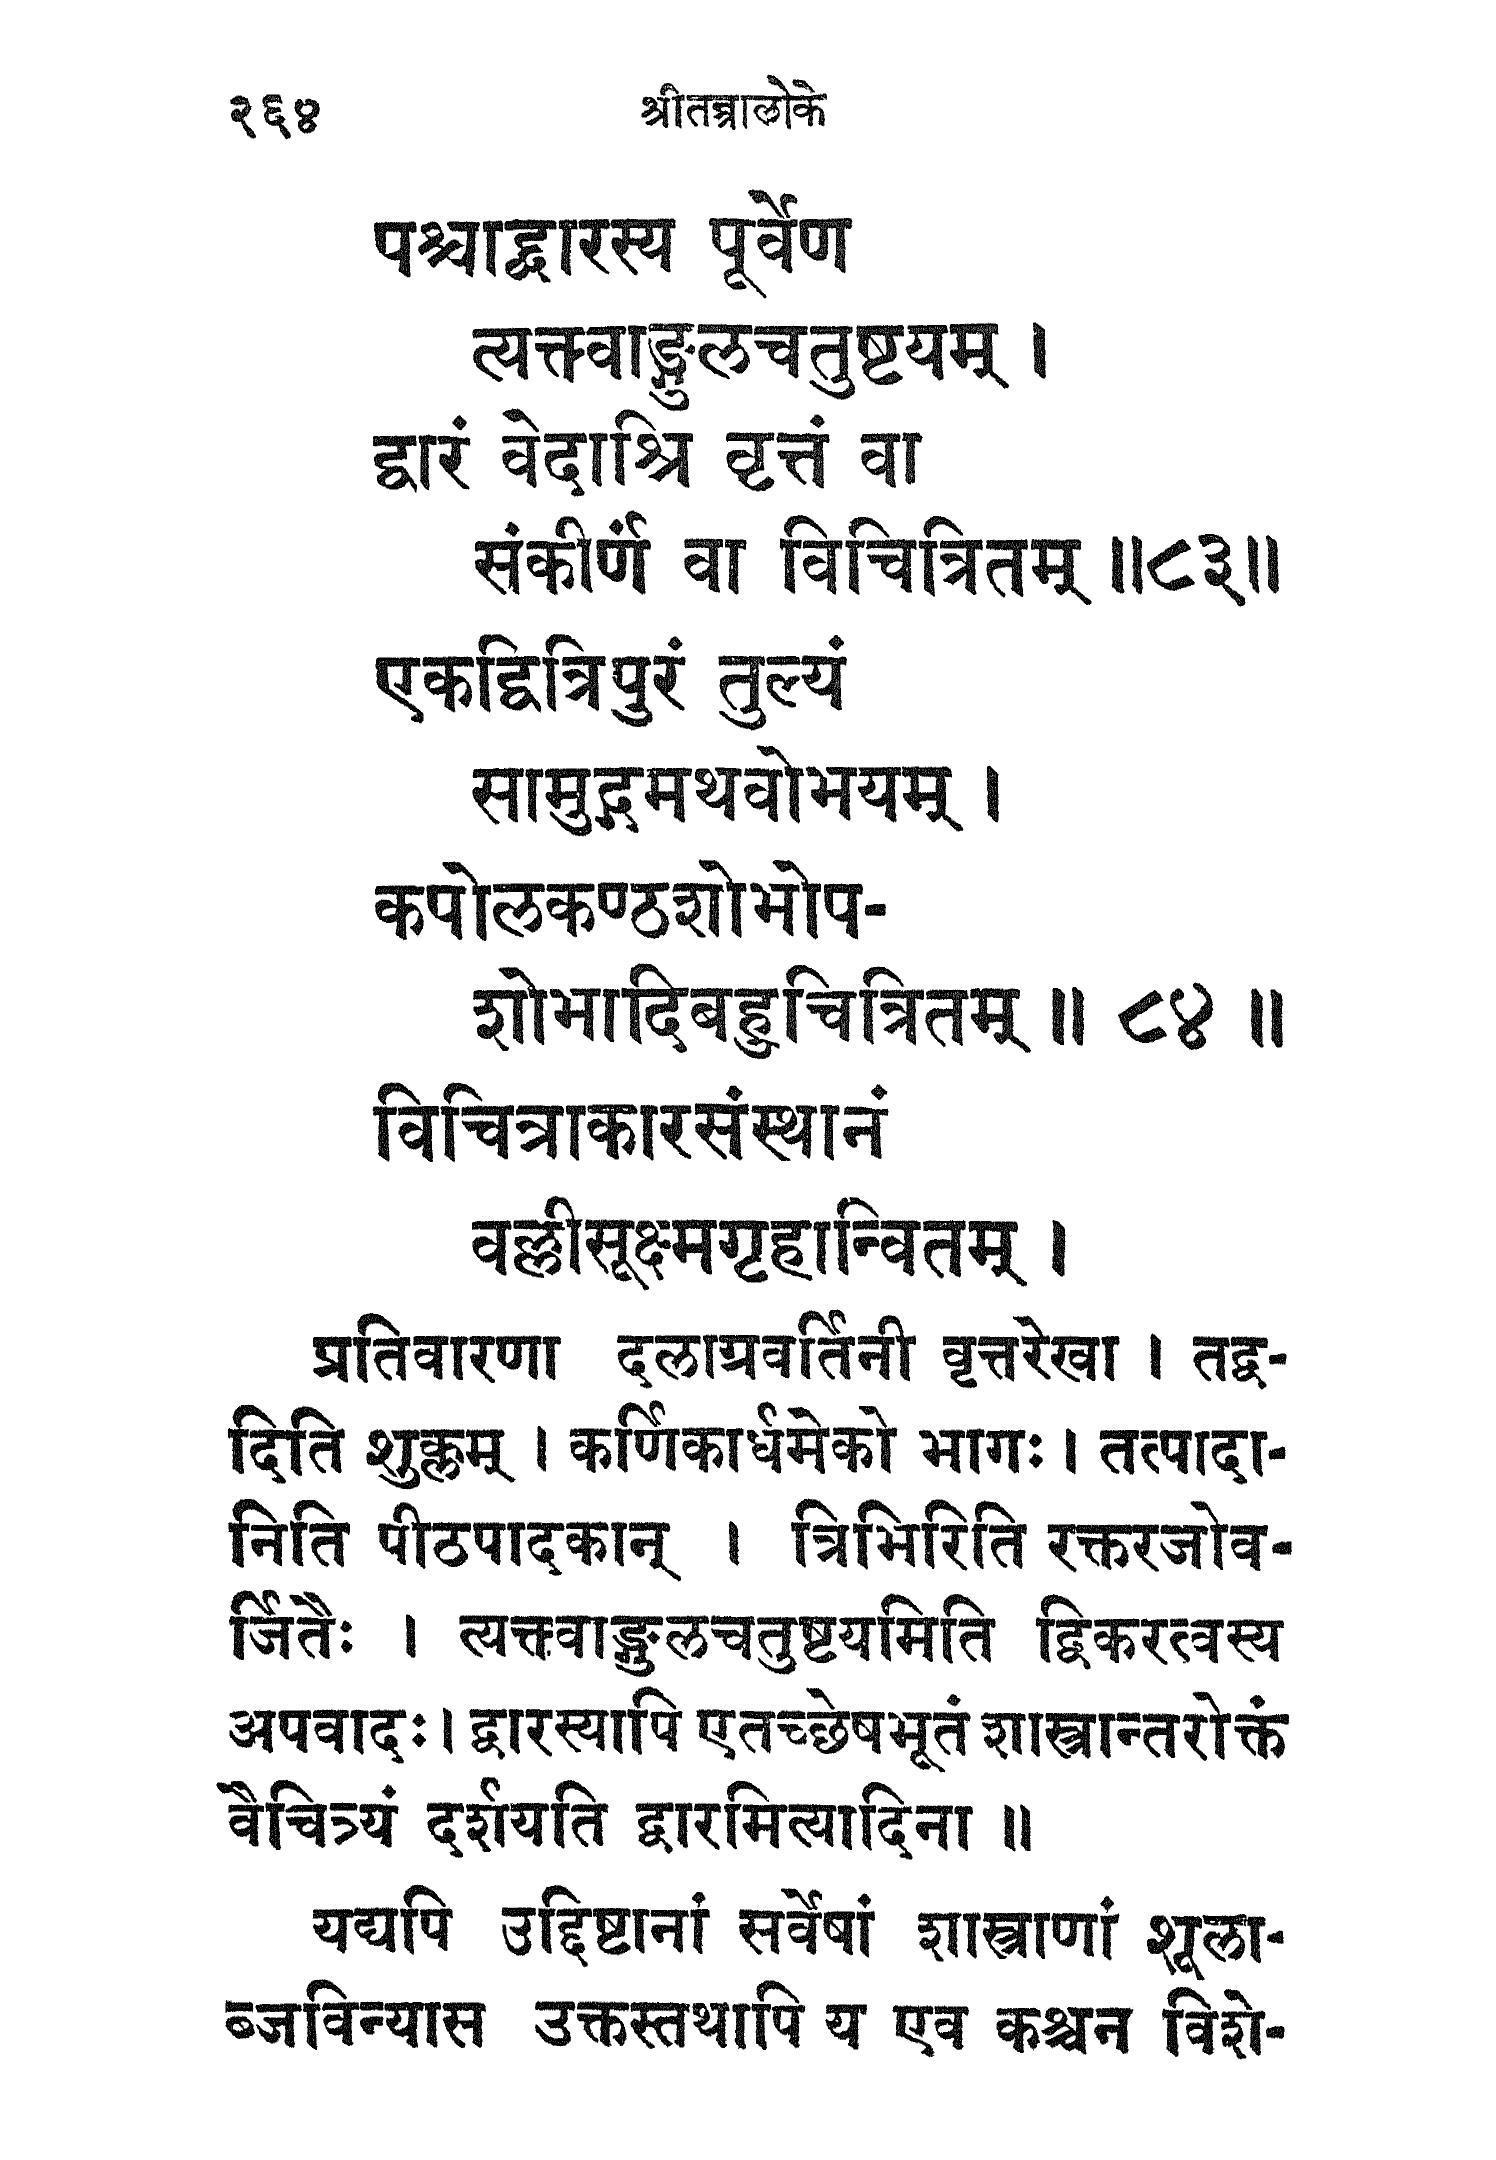 २६४ श्रीतन्त्रालोके
पश्चाद्वारस्य पूर्वेण
त्यक्त्वाङ्गुलचतुष्टयम् ।
द्वारं वेदाश्रि वृत्तं वा
संकीर्णं वा विचित्रितम् ॥८३॥
एकद्वित्रिपुरं तुल्यं
सामुद्गमथवोभयम् ।
कपोलकण्ठशोभोप-
शोभादिबहुचित्रितम् ॥ ८४ ॥
विचित्राकारसंस्थानं
वल्लीसूक्ष्मगृहान्वितम् ।
प्रतिवारणा दलाग्रवर्तिनी वृत्तरेखा । तद्व-
दिति शुक्लम् । कर्णिकार्धमेको भागः । तत्पादा-
निति पीठपादकान् । त्रिभिरिति रक्तरजोव-
र्जितैः । त्यक्त्वाङ्गुलचतुष्टयमिति द्विकरत्वस्य
अपवादः । द्वारस्यापि एतच्छेषभूतं शास्त्रान्तरोक्तं
वैचित्र्यं दर्शयति द्वारमित्यादिना ॥
यद्यपि उद्दिष्टानां सर्वेषां शास्त्राणां शूला-
ब्जविन्यास उक्तस्तथापि य एव कश्चन विशे-